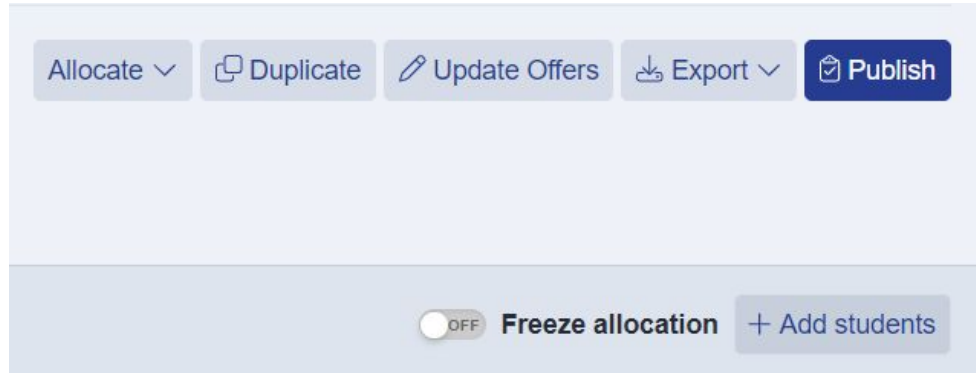 Allocate Duplicate Update Offers Export Publish
OFF Freeze allocation + Add students